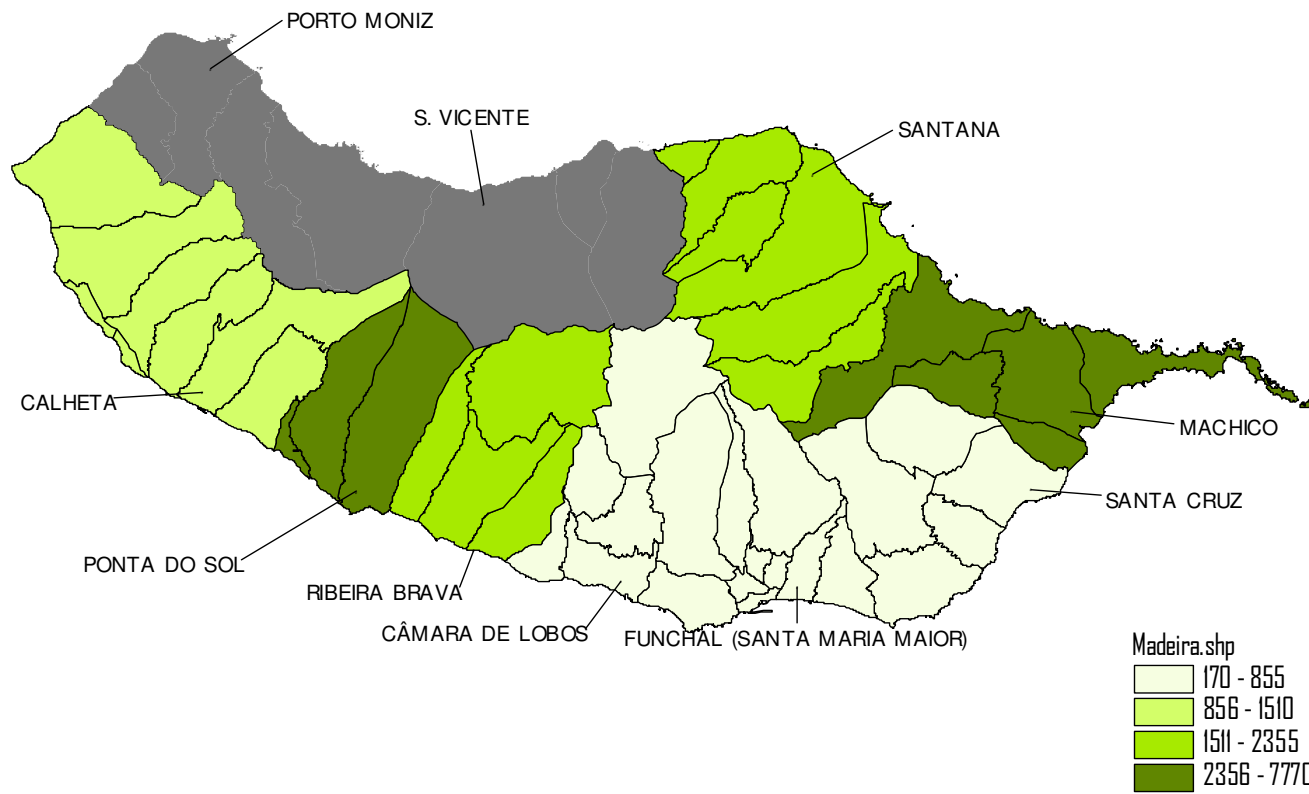 PORTO MONIZ
S. VICENTE
SANTANA
CALHETA
MACHICO
SANTA CRUZ
PONTA DO SOL
RIBEIRA BRAVA
CÂMARA DE LOBOS
FUNCHAL (SANTA MARIA MAIOR)
Madeira.shp
170 - 855
856 - 1510
1511 - 2355
2356 - 7770